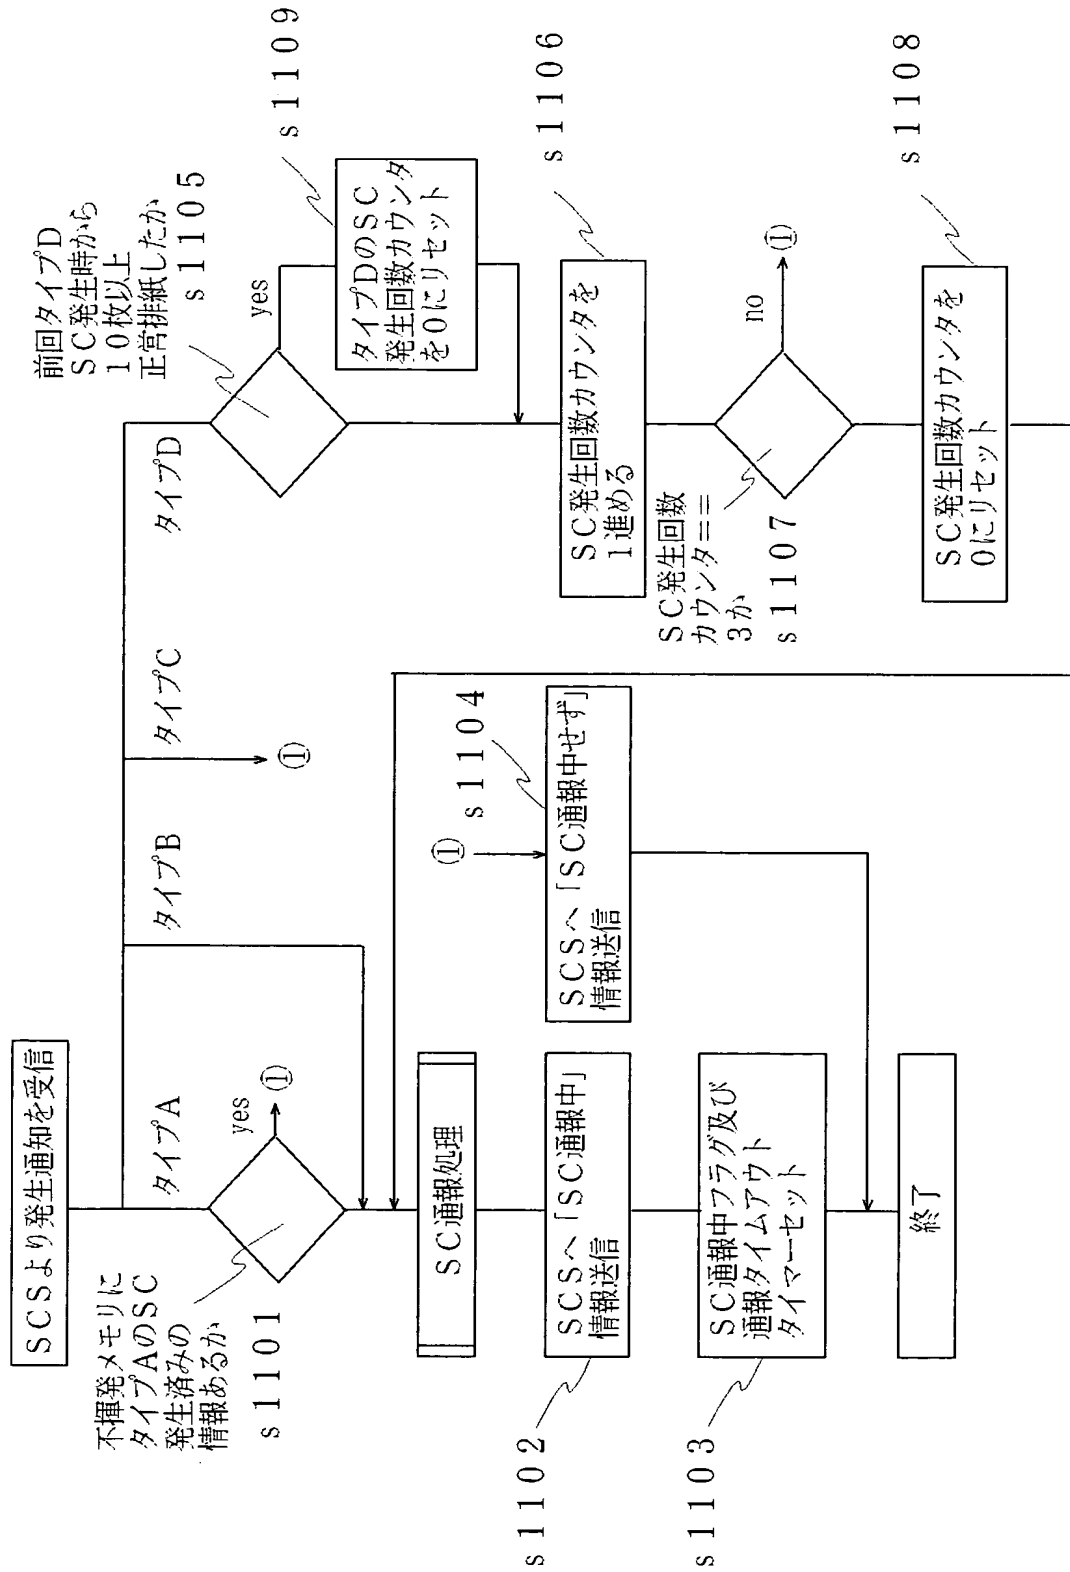 SCSより発生通知を受信
タイプA
タイプB
タイプC
タイプD
不揮発メモリに
タイプAのSC
発生済みの
情報あるか
s1101
yes
①
①
前回タイプD
SC発生時から
10枚以上
正常排紙したか
s1105
yes
タイプDのSC
発生回数カウンタ
を0にリセット
s1109
SC通報処理
①
SCSへ「SC通報中」
情報送信
s1102
SCSへ「SC通報中せず」
情報送信
s1104
SC発生回数カウンタを
1進める
s1106
SC発生回数
カウンタ==
3か
s1107
no
①
SC通報中フラグ及び
通報タイムアウト
タイマーセット
s1103
SC発生回数カウンタを
0にリセット
s1108
終了